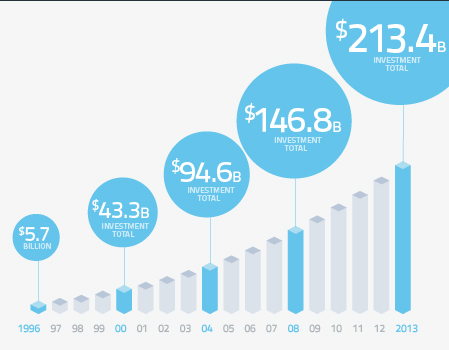 $213.4B
INVESTMENT
TOTAL
$146.8B
INVESTMENT
TOTAL
$94.6B
INVESTMENT
TOTAL
$43.3B
INVESTMENT
TOTAL
$5.7
BILLION
1996 97 98 99 00 01 02 03 04 05 06 07 08 09 10 11 12 2013